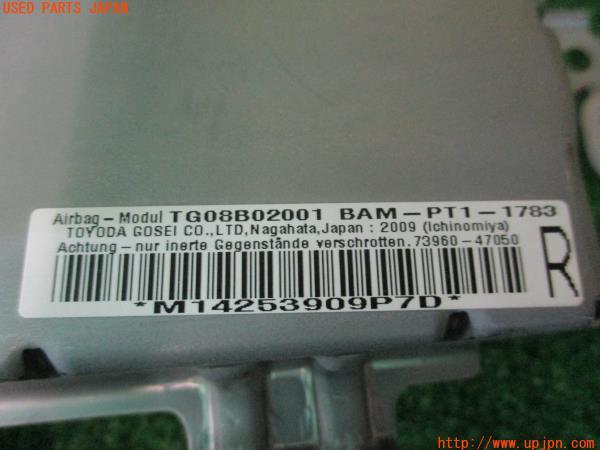 USED PARTS JAPAN
Airbag-Modul TG08B02001 BAM-PT1-1783
TOYODA GOSEI CO.,LTD,Nagahata,Japan : 2009 (Ichinomiya)
Achtung-nur inerte Gegenstände verschrotten.73960-47050
R
*M14253909P7D*
http://www.upjpn.com/